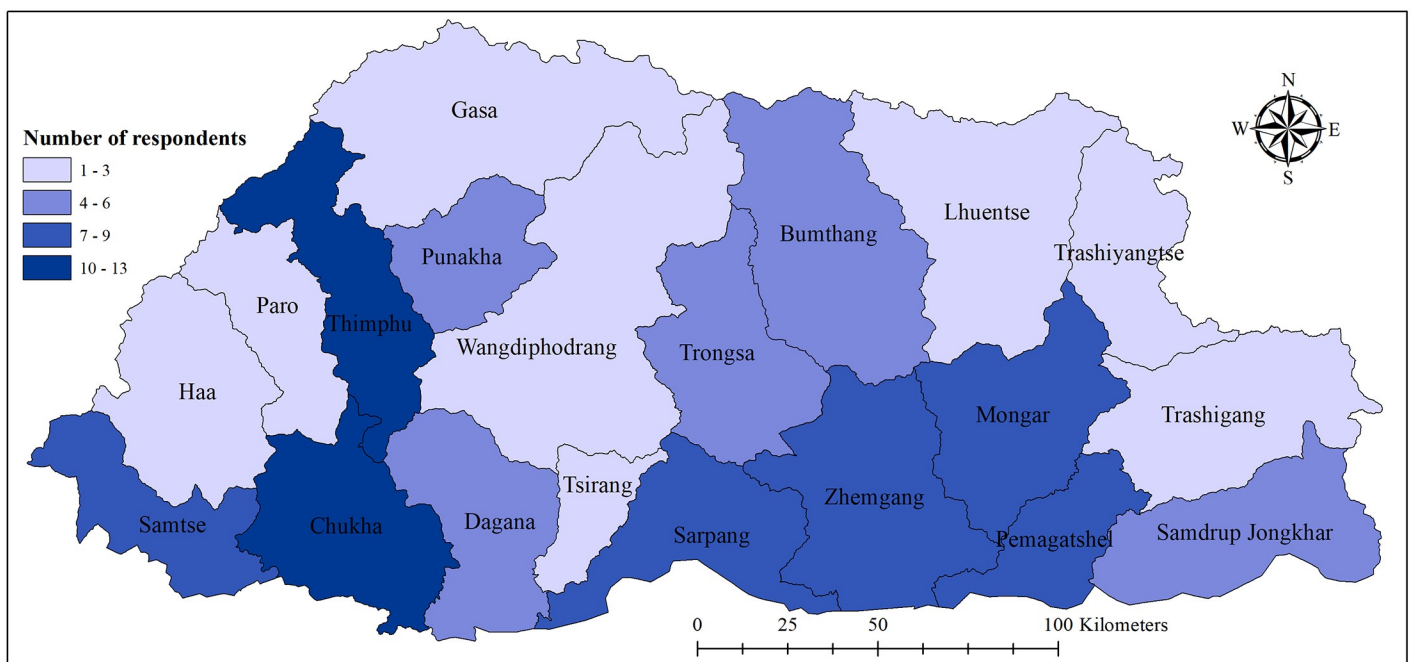 Number of respondents
1 - 3
4 - 6
7 - 9
10 - 13
N
W
E
S
Gasa
Punakha
Bumthang
Lhuentse
Trashiyangtse
Paro
Thimphu
Wangdiphodrang
Trongsa
Haa
Mongar
Trashigang
Tsirang
Zhemgang
Samtse
Chukha
Dagana
Sarpang
Pemagatshel
Samdrup Jongkhar
0 25 50 100 Kilometers